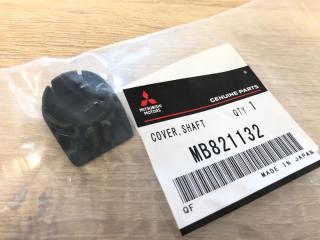 MITSUBISHI
MOTORS
GENUINE PARTS
COVER, SHAFT QTY. 1
MB821132
MADE IN JAPAN
QF